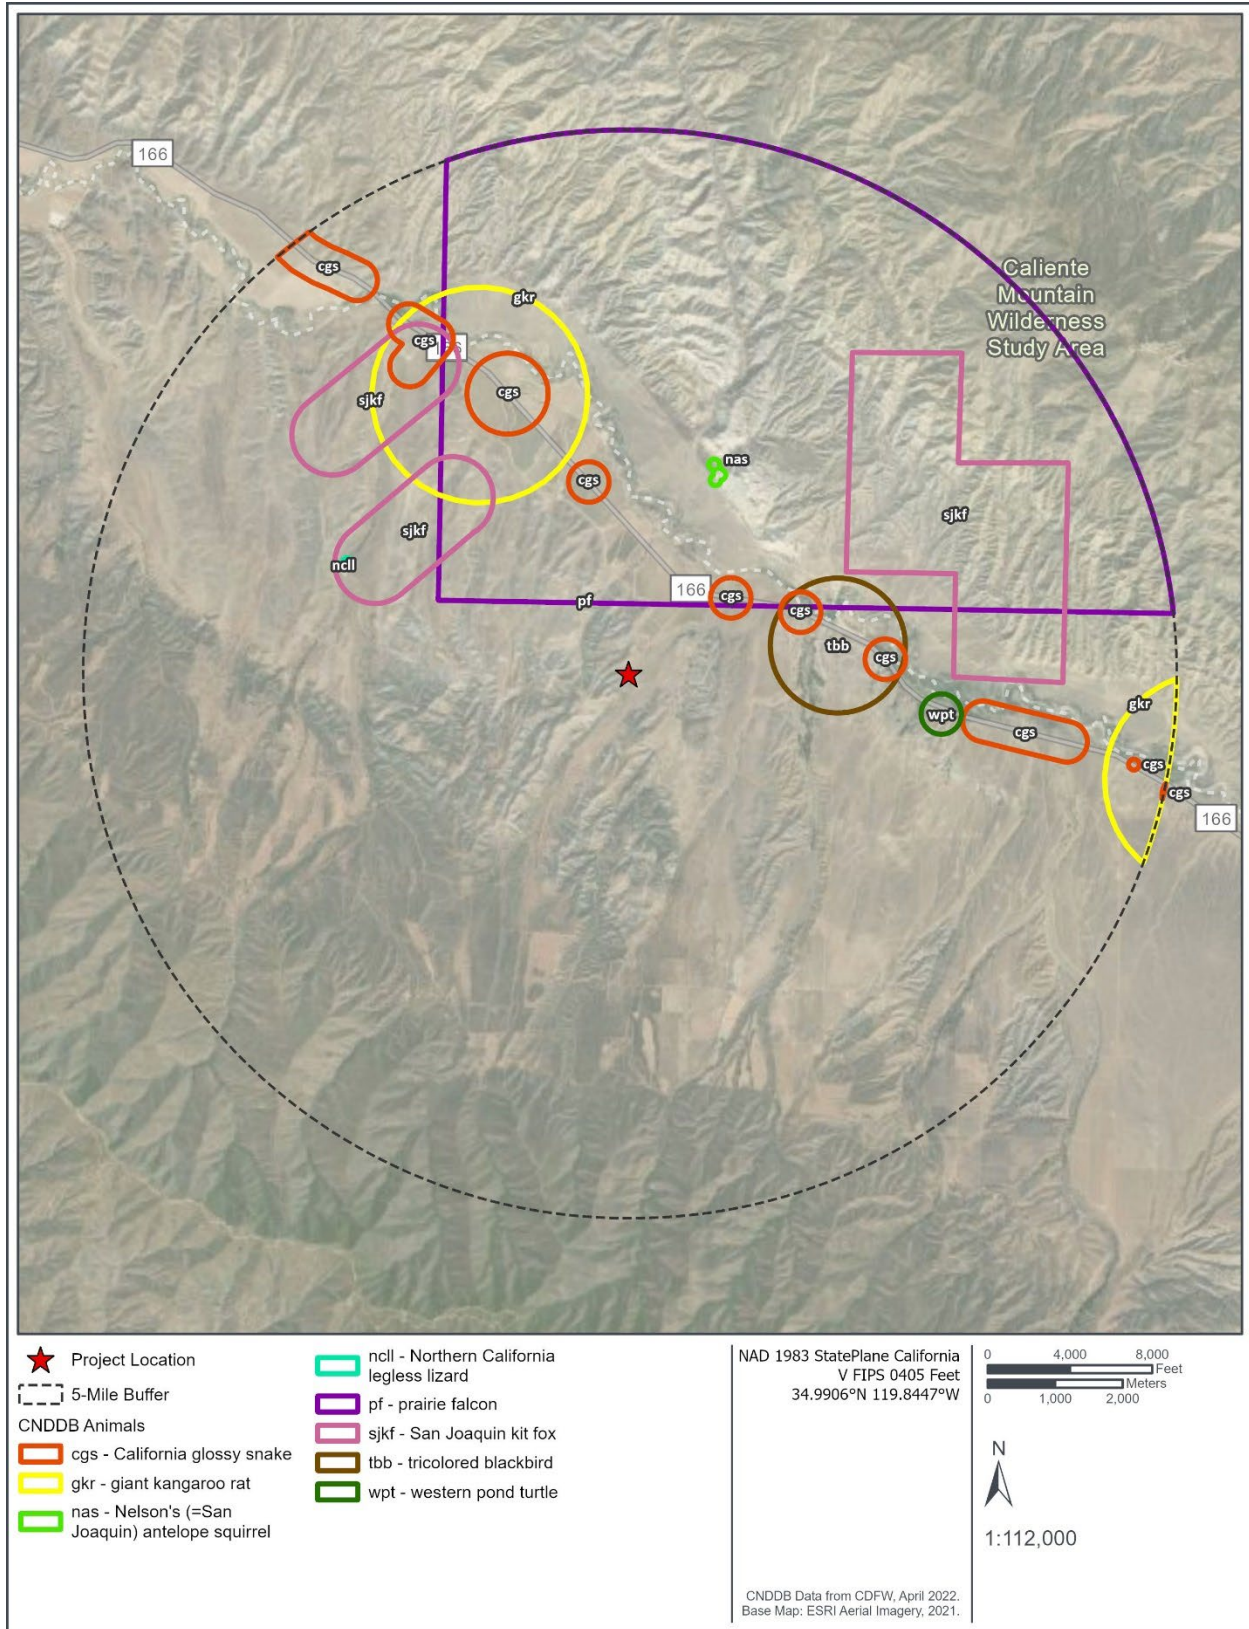 166
Caliente
Mountain
Wilderness
Study Area
cgs
gkr
cgs
166
cgs
sjkf
nas
cgs
sjkf
sjkf
ncll
166
cgs
pf
cgs
tbb
cgs
gkr
wpt
cgs
cgs
cgs
166
Project Location
5-Mile Buffer
CNDDB Animals
cgs - California glossy snake
gkr - giant kangaroo rat
nas - Nelson's (=San
Joaquin) antelope squirrel
ncll - Northern California
legless lizard
pf - prairie falcon
sjkf - San Joaquin kit fox
tbb - tricolored blackbird
wpt - western pond turtle
NAD 1983 StatePlane California
V FIPS 0405 Feet
34.9906°N 119.8447°W
CNDDB Data from CDFW, April 2022.
Base Map: ESRI Aerial Imagery, 2021.
0 4,000 8,000
Feet
Meters
0 1,000 2,000
N
1:112,000